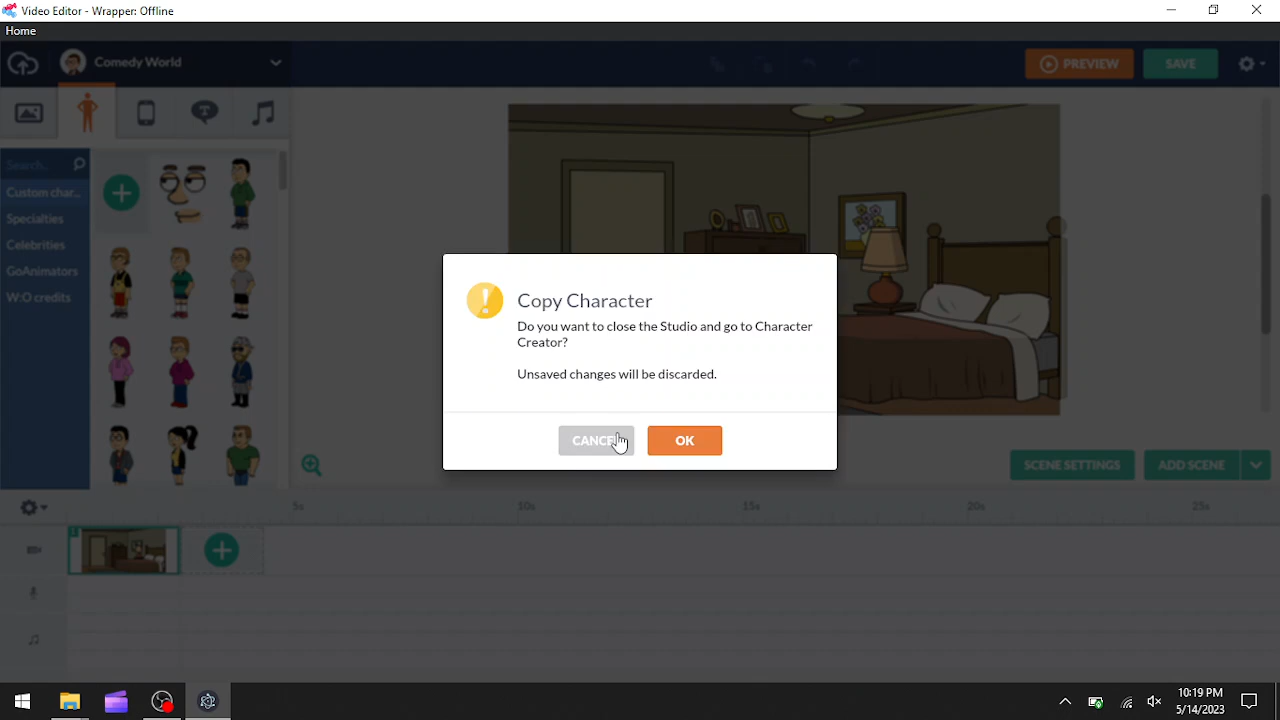 Video Editor - Wrapper: Offline
Home
Comedy World
PREVIEW
SAVE
Search..
Custom char...
Specialties
Celebrities
GoAnimators
W:O credits
Copy Character
Do you want to close the Studio and go to Character
Creator?
Unsaved changes will be discarded.
CANCEL
OK
SCENE SETTINGS
ADD SCENE
5s
10s
15s
20s
25s
1
10:19 PM
5/14/2023